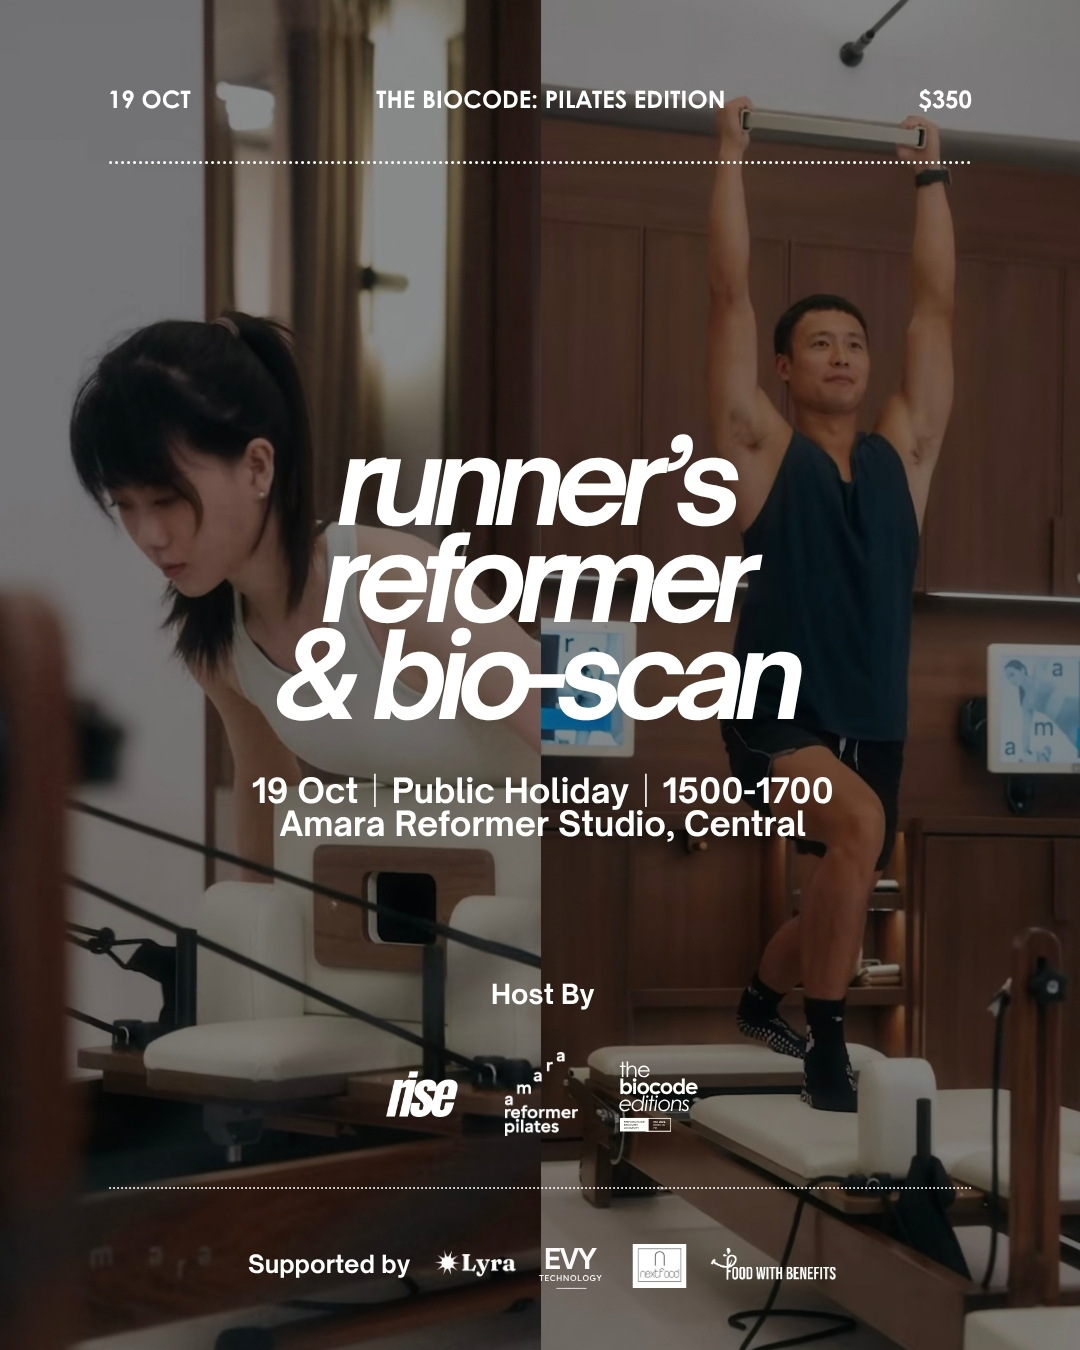 19 OCT
THE BIOCODE: PILATES EDITION
$350
runner's
reformer
& bio-scan
19 Oct | Public Holiday | 1500-1700
Amara Reformer Studio, Central
Host By
rise
amara
reformer
pilates
the
biocode
editions
Supported by
Lyra
EVY
TECHNOLOGY
nextfood
FOOD WITH BENEFITS
r
a
m
a
m a r a